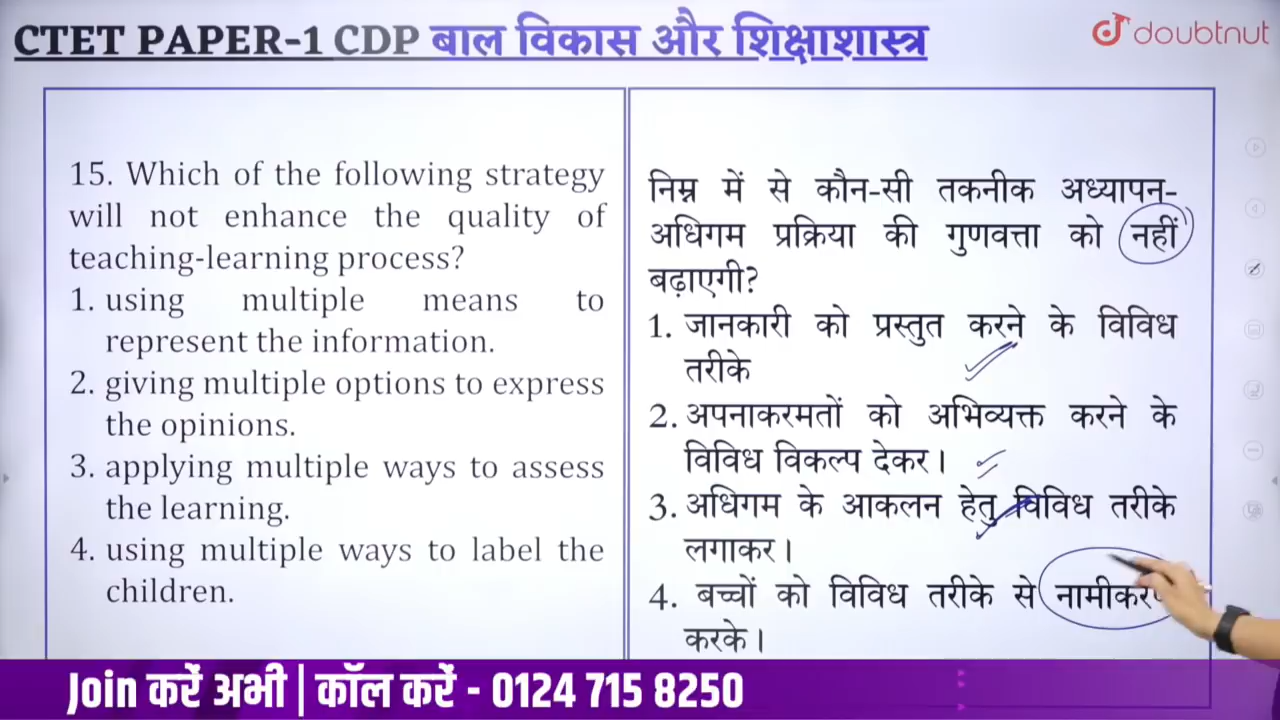 CTET PAPER-1 CDP बाल विकास और शिक्षाशास्त्र
doubtnut
15. Which of the following strategy
will not enhance the quality of
teaching-learning process?
1. using multiple means to
represent the information.
2. giving multiple options to express
the opinions.
3. applying multiple ways to assess
the learning.
4. using multiple ways to label the
children.
निम्न में से कौन-सी तकनीक अध्यापन-
अधिगम प्रक्रिया की गुणवत्ता को नहीं
बढ़ाएगी?
1. जानकारी को प्रस्तुत करने के विविध
तरीके
2. अपनाकरमतों को अभिव्यक्त करने के
विविध विकल्प देकर।
3. अधिगम के आकलन हेतु विविध तरीके
लगाकर।
4. बच्चों को विविध तरीके से
करके।
Join करें अभी | कॉल करें - 0124 715 8250